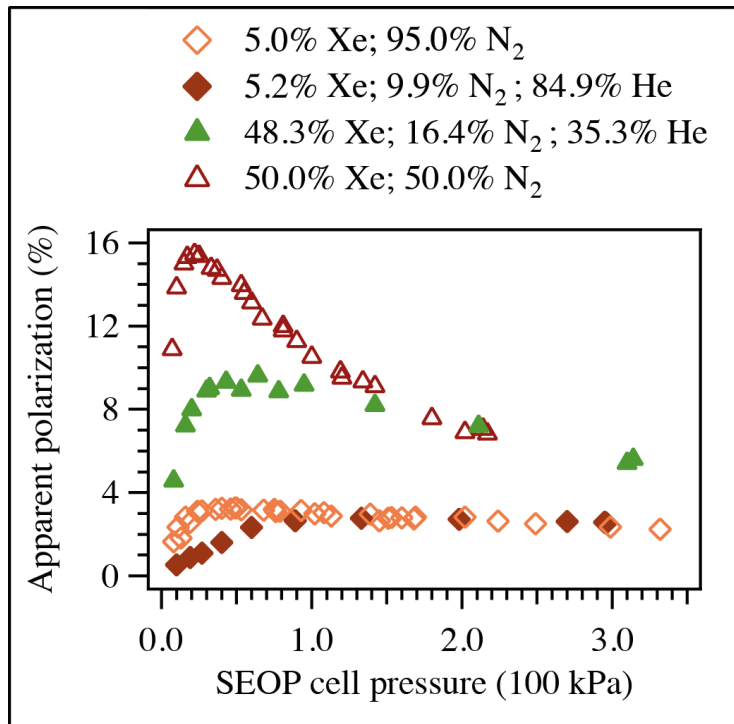 5.0% Xe; 95.0% N₂
5.2% Xe; 9.9% N₂ ; 84.9% He
48.3% Xe; 16.4% N₂ ; 35.3% He
50.0% Xe; 50.0% N₂
Apparent polarization (%)
16
12
8
4
0
0.0 1.0 2.0 3.0
SEOP cell pressure (100 kPa)